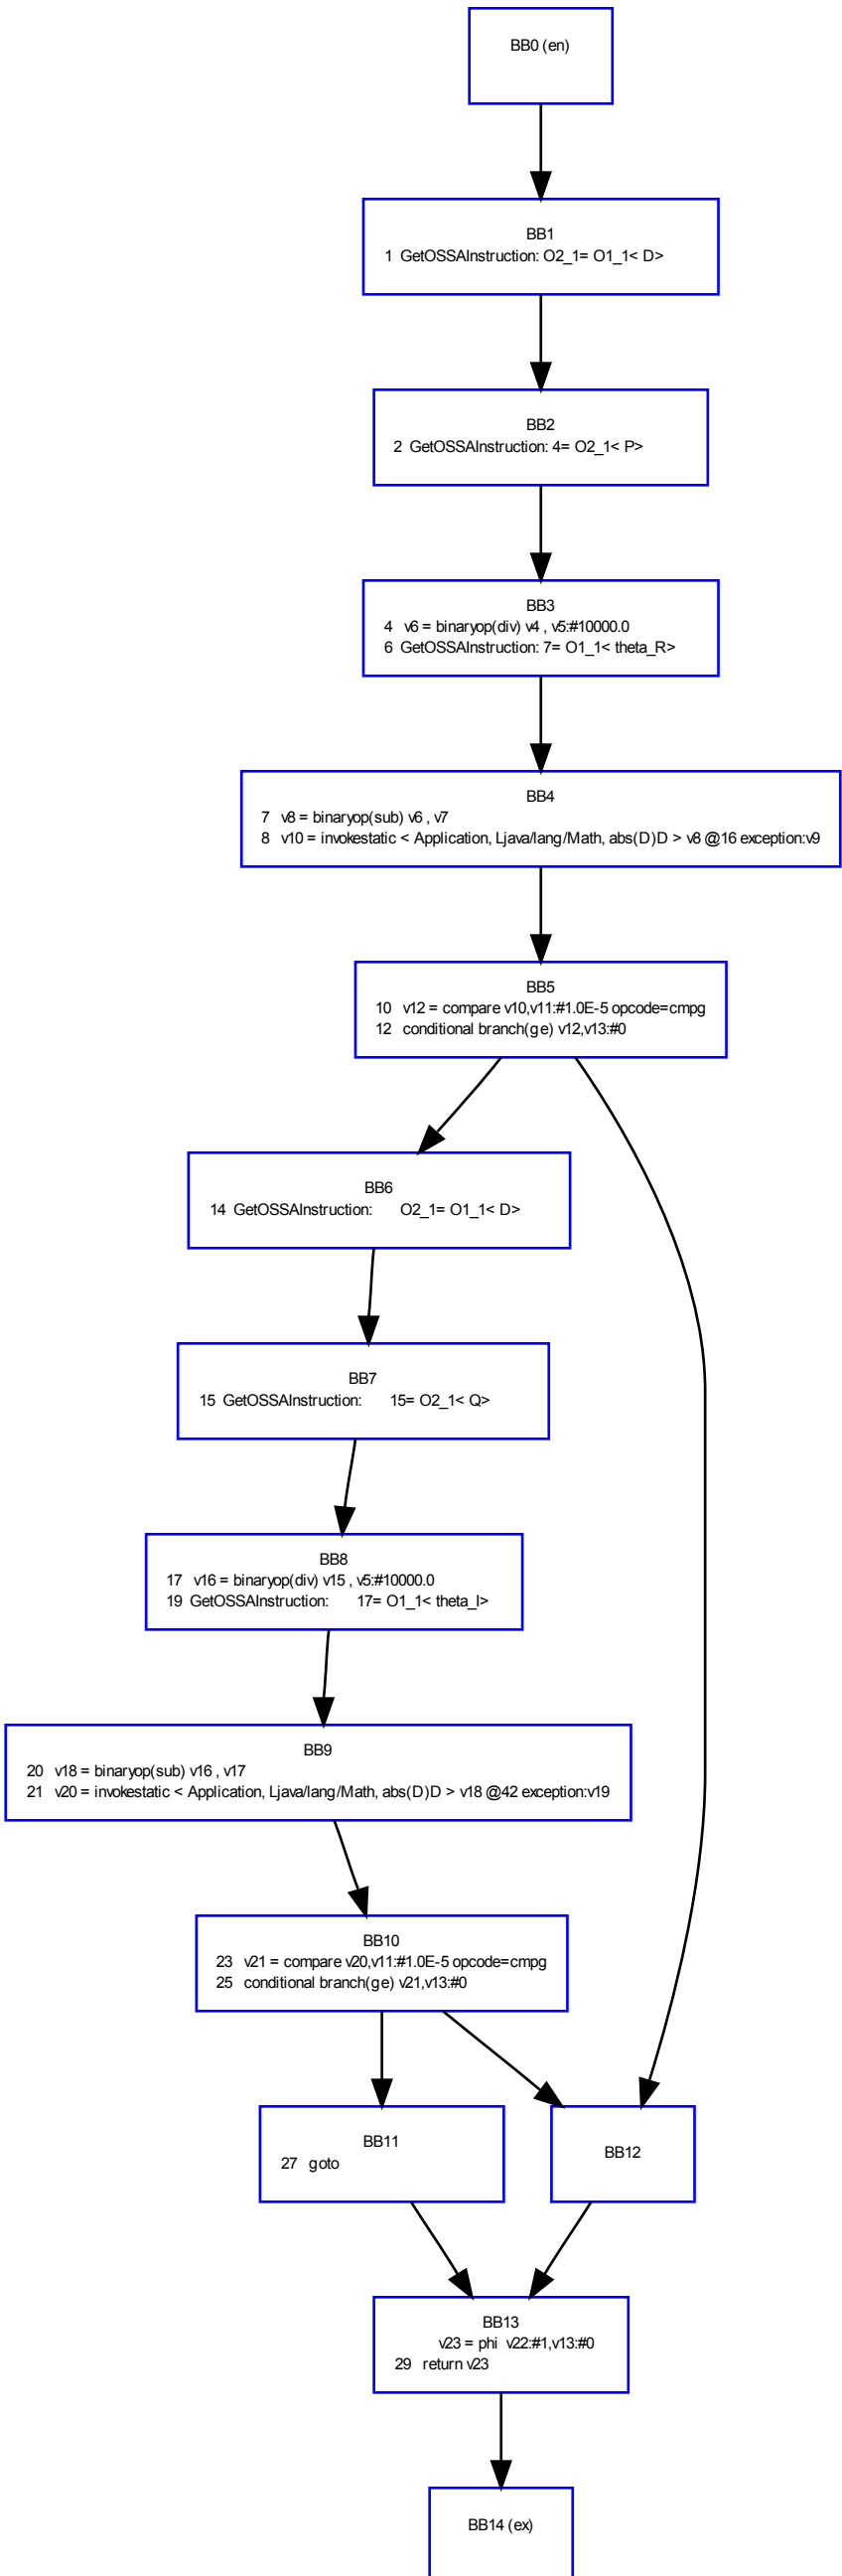 BB0 (en)
BB1
1 GetOSSAInstruction: O2_1= O1_1< D>
BB2
2 GetOSSAInstruction: 4= O2_1< P>
BB3
4 v6 = binaryop(div) v4 , v5:#10000.0
6 GetOSSAInstruction: 7= O1_1< theta_R>
BB4
7 v8 = binaryop(sub) v6 , v7
8 v10 = invokestatic < Application, Ljava/lang/Math, abs(D)D > v8 @16 exception:v9
BB5
10 v12 = compare v10,v11:#1.0E-5 opcode=cmpg
12 conditional branch(ge) v12,v13:#0
BB6
14 GetOSSAInstruction: O2_1= O1_1< D>
BB7
15 GetOSSAInstruction: 15= O2_1< Q>
BB8
17 v16 = binaryop(div) v15 , v5:#10000.0
19 GetOSSAInstruction: 17= O1_1< theta_I>
BB9
20 v18 = binaryop(sub) v16 , v17
21 v20 = invokestatic < Application, Ljava/lang/Math, abs(D)D > v18 @42 exception:v19
BB10
23 v21 = compare v20,v11:#1.0E-5 opcode=cmpg
25 conditional branch(ge) v21,v13:#0
BB11
27 goto
BB12
BB13
v23 = phi v22:#1,v13:#0
29 return v23
BB14 (ex)